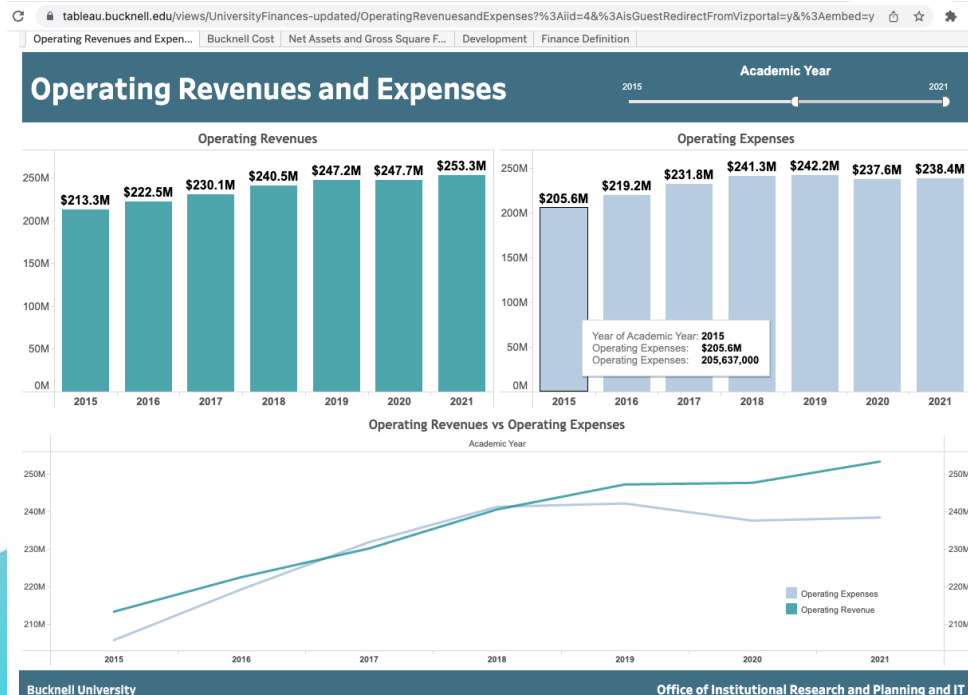 tableau.bucknell.edu/views/UniversityFinances-updated/OperatingRevenuesandExpenses?%3Aiid=4&%3AisGuestRedirectFromVizportal=y&%3Aembed=y
Operating Revenues and Expen... Bucknell Cost Net Assets and Gross Square F... Development Finance Definition
Operating Revenues and Expenses
Academic Year
2015 2021
Operating Revenues
250M
200M
150M
100M
50M
0M
$213.3M $222.5M $230.1M $240.5M $247.2M $247.7M $253.3M
2015 2016 2017 2018 2019 2020 2021
Operating Expenses
250M
200M
150M
100M
50M
0M
$205.6M $219.2M $231.8M $241.3M $242.2M $237.6M $238.4M
Year of Academic Year: 2015
Operating Expenses: $205.6M
Operating Expenses: 205,637,000
2015 2016 2017 2018 2019 2020 2021
Operating Revenues vs Operating Expenses
Academic Year
250M 250M
240M 240M
230M 230M
220M 220M
210M 210M
Operating Expenses
Operating Revenue
2015 2016 2017 2018 2019 2020 2021
Bucknell University Office of Institutional Research and Planning and IT